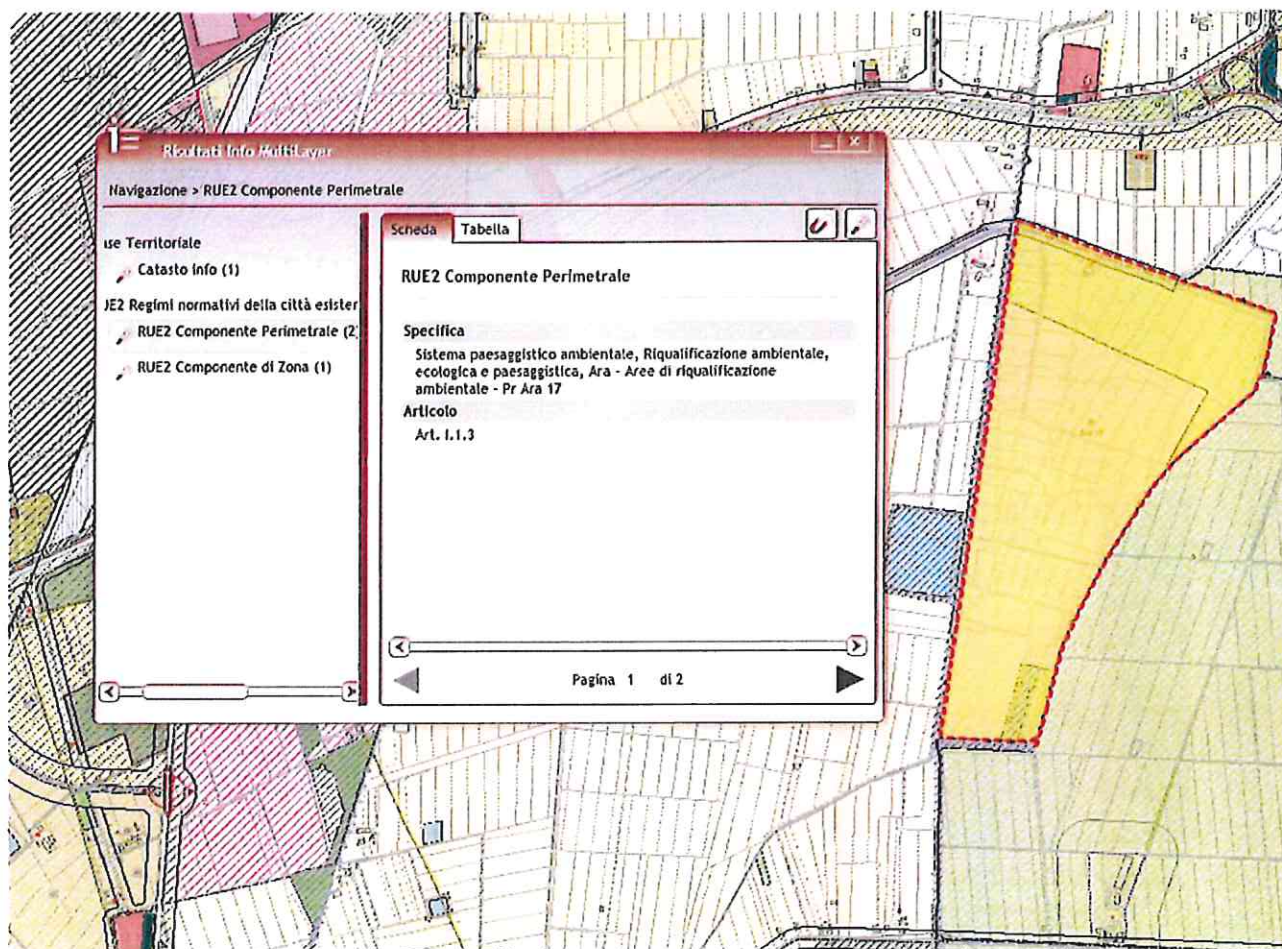 Risultati Info MultiLayer
Navigazione > RUE2 Componente Perimetrale
ase Territoriale
Catasto info (1)
UE2 Regimi normativi della città esister
RUE2 Componente Perimetrale (2
RUE2 Componente di Zona (1)
Scheda
Tabella
RUE2 Componente Perimetrale
Specifica
Sistema paesaggistico ambientale, Riqualificazione ambientale,
ecologica e paesaggistica, Ara - Aree di riqualificazione
ambientale - Pr Ara 17
Articolo
Art. I.1.3
Pagina 1 di 2